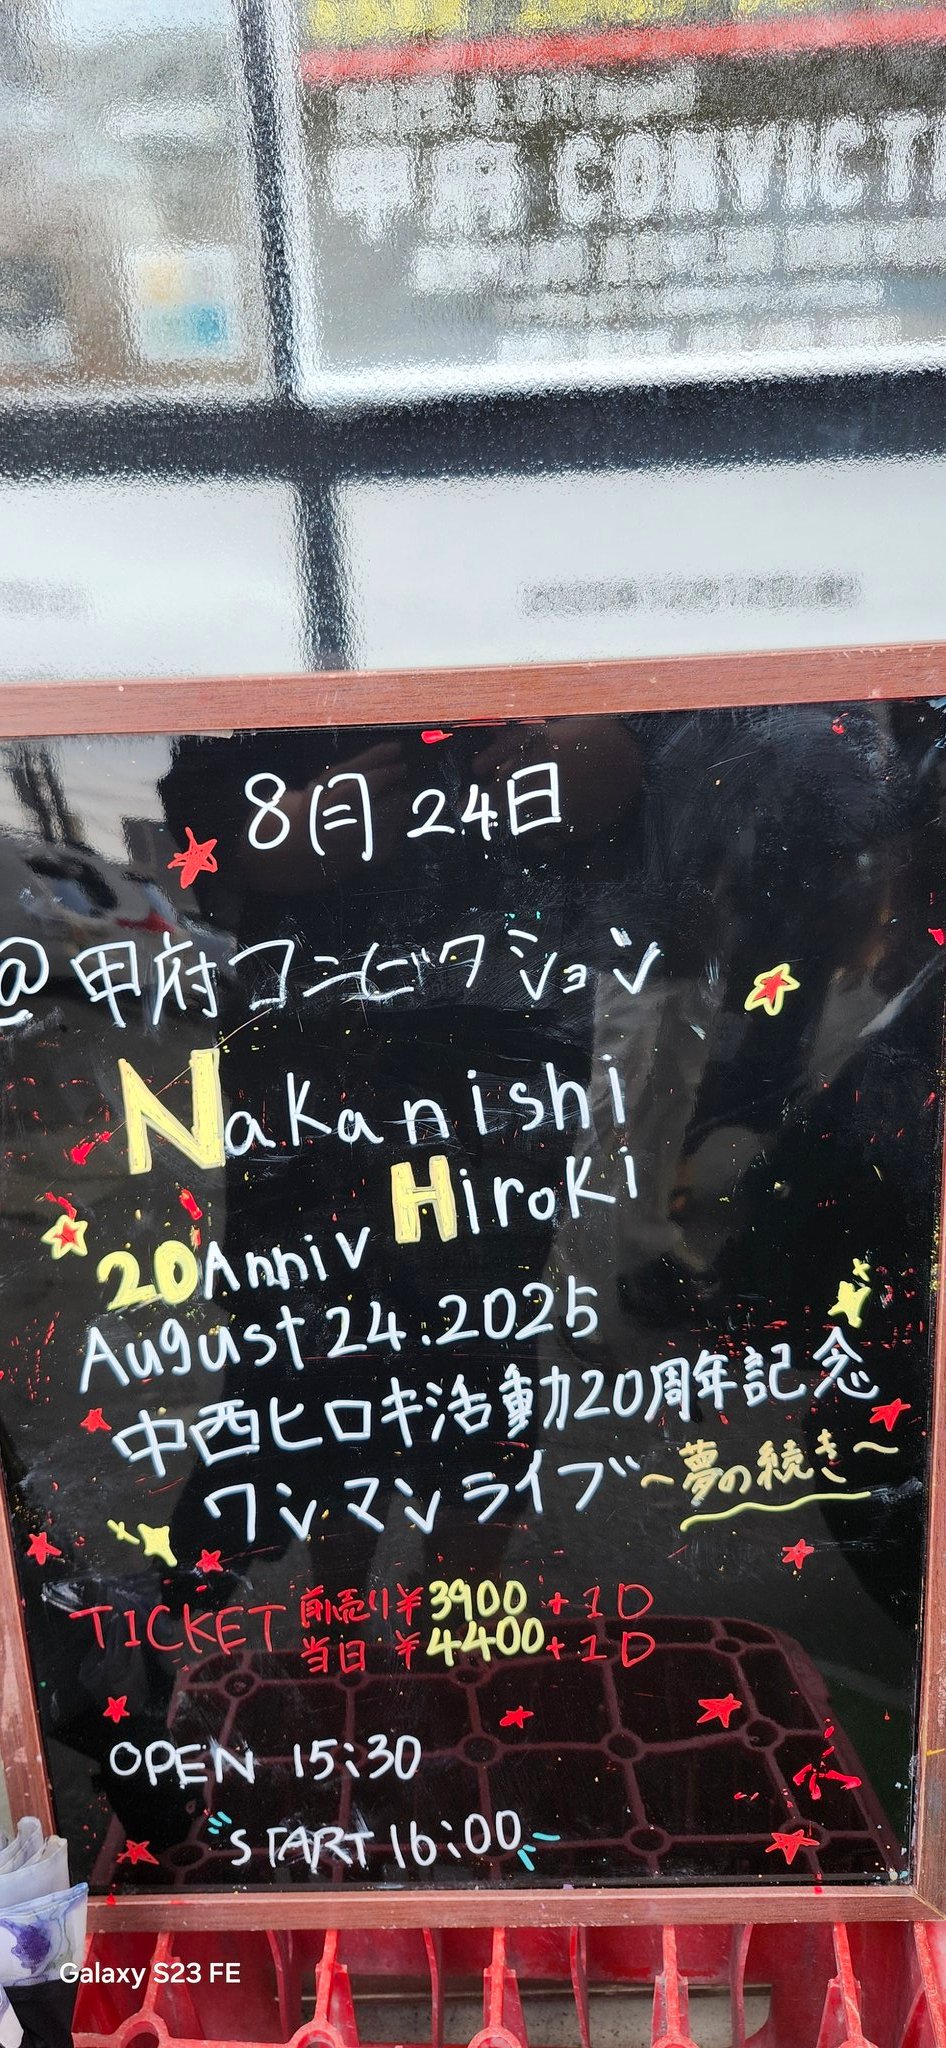 甲府 CONVICT
8月24日
@甲府コンビクション
Nakanishi
Hiroki
20Anniv
August 24.2025
中西ヒロキ活動20周年記念
ワンマンライブ〜夢の続き〜
TICKET 前売り¥3900+1D
当日 ¥4400+1D
OPEN 15:30
START 16:00
Galaxy S23 FE